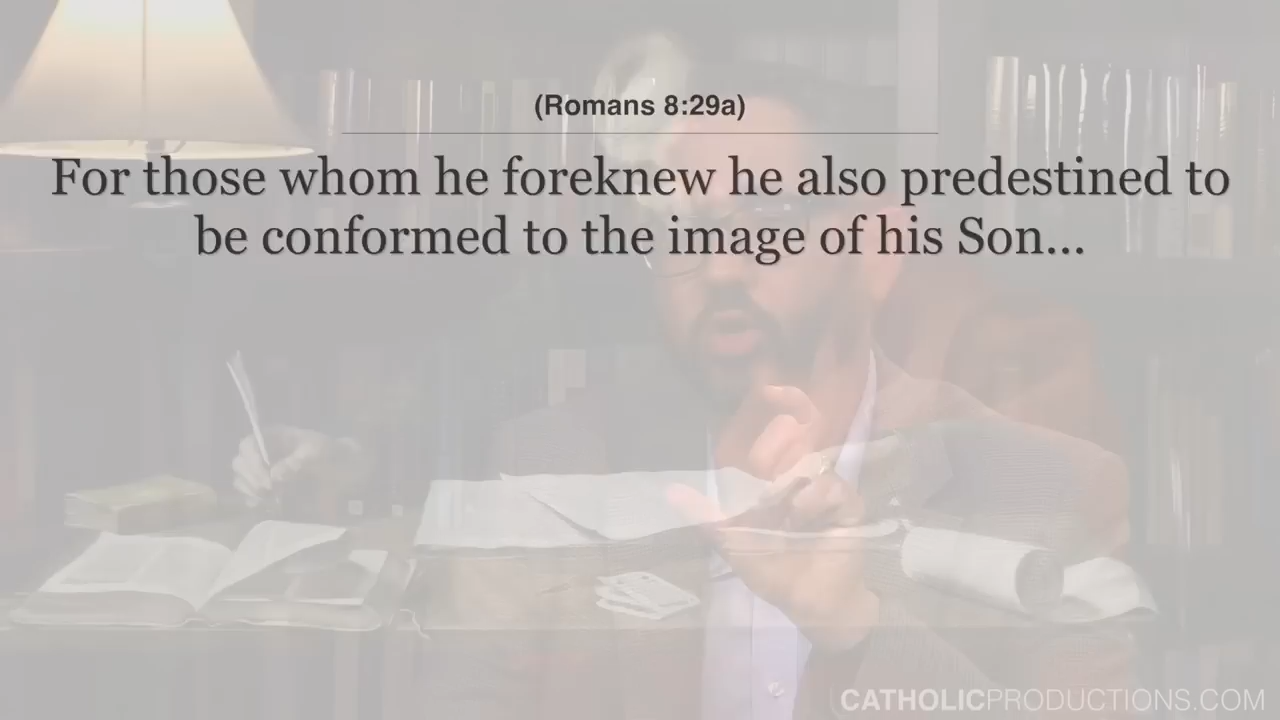 (Romans 8:29a)
For those whom he foreknew he also predestined to
be conformed to the image of his Son...
CATHOLICPRODUCTIONS.COM